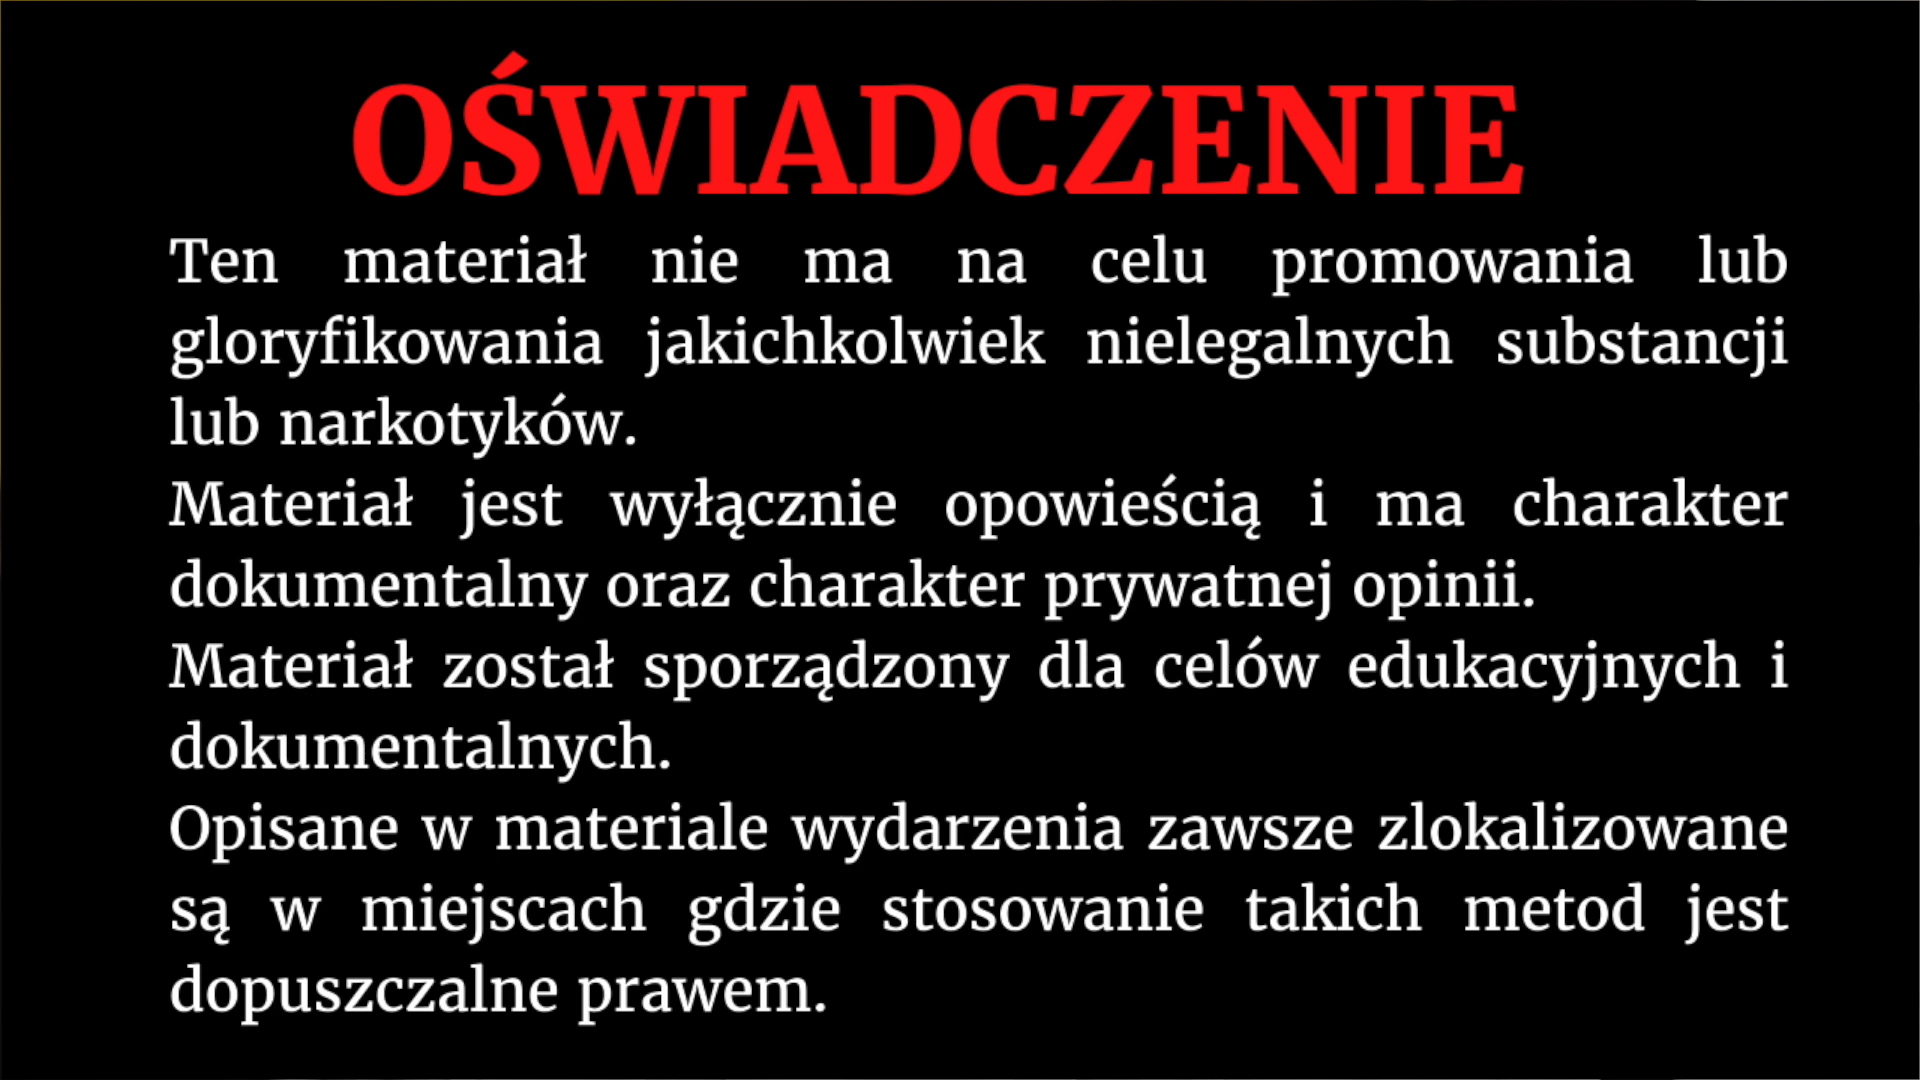 OŚWIADCZENIE
Ten materiał nie ma na celu promowania lub
gloryfikowania jakichkolwiek nielegalnych substancji
lub narkotyków.
Materiał jest wyłącznie opowieścią i ma charakter
dokumentalny oraz charakter prywatnej opinii.
Materiał został sporządzony dla celów edukacyjnych i
dokumentalnych.
Opisane w materiale wydarzenia zawsze zlokalizowane
są w miejscach gdzie stosowanie takich metod jest
dopuszczalne prawem.